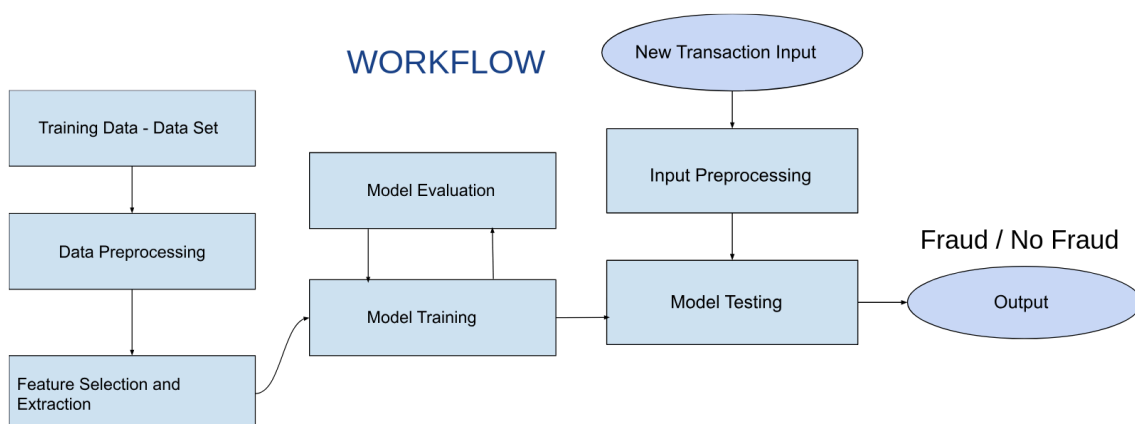 WORKFLOW
New Transaction Input
Training Data - Data Set
Input Preprocessing
Model Evaluation
Data Preprocessing
Fraud / No Fraud
Model Training
Model Testing
Output
Feature Selection and
Extraction